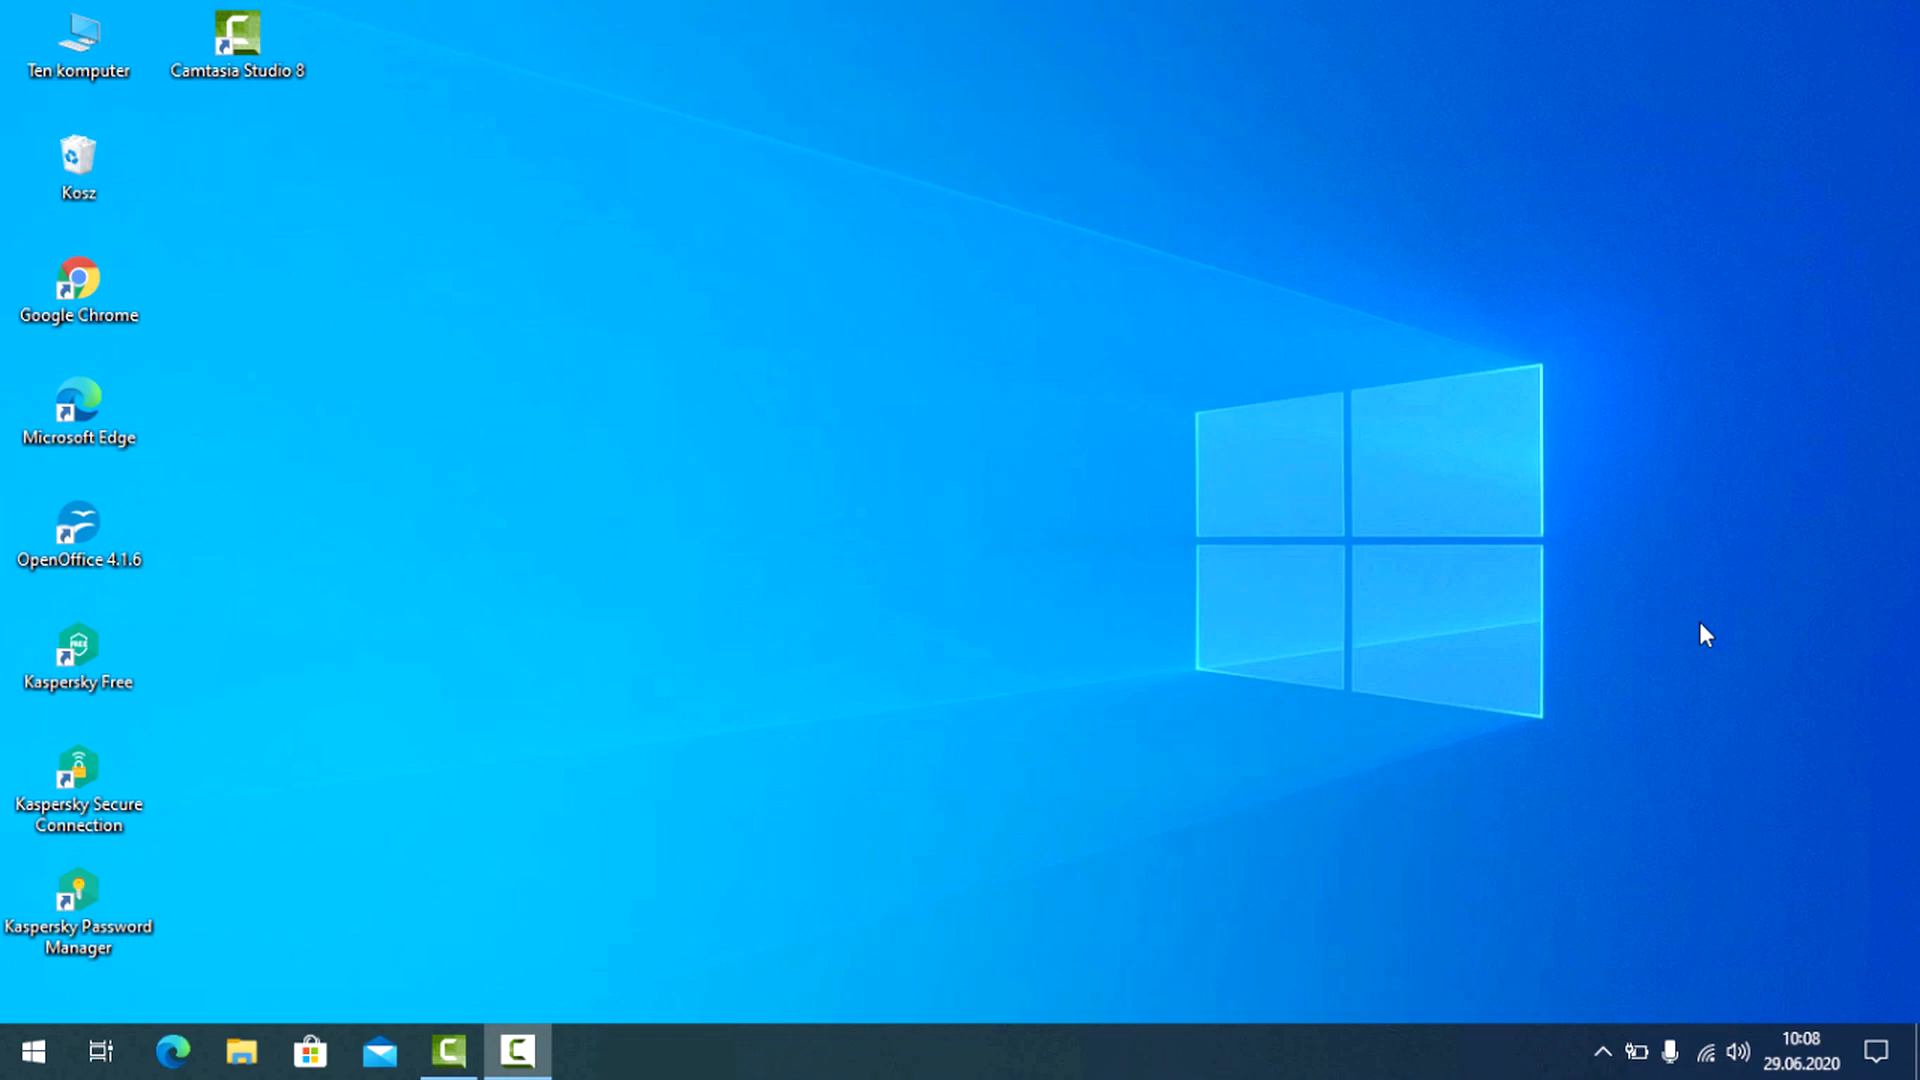 Ten komputer
Camtasia Studio 8
Kosz
Google Chrome
Microsoft Edge
OpenOffice 4.1.6
FREE
Kaspersky Free
Kaspersky Secure
Connection
Kaspersky Password
Manager
10:08
29.06.2020